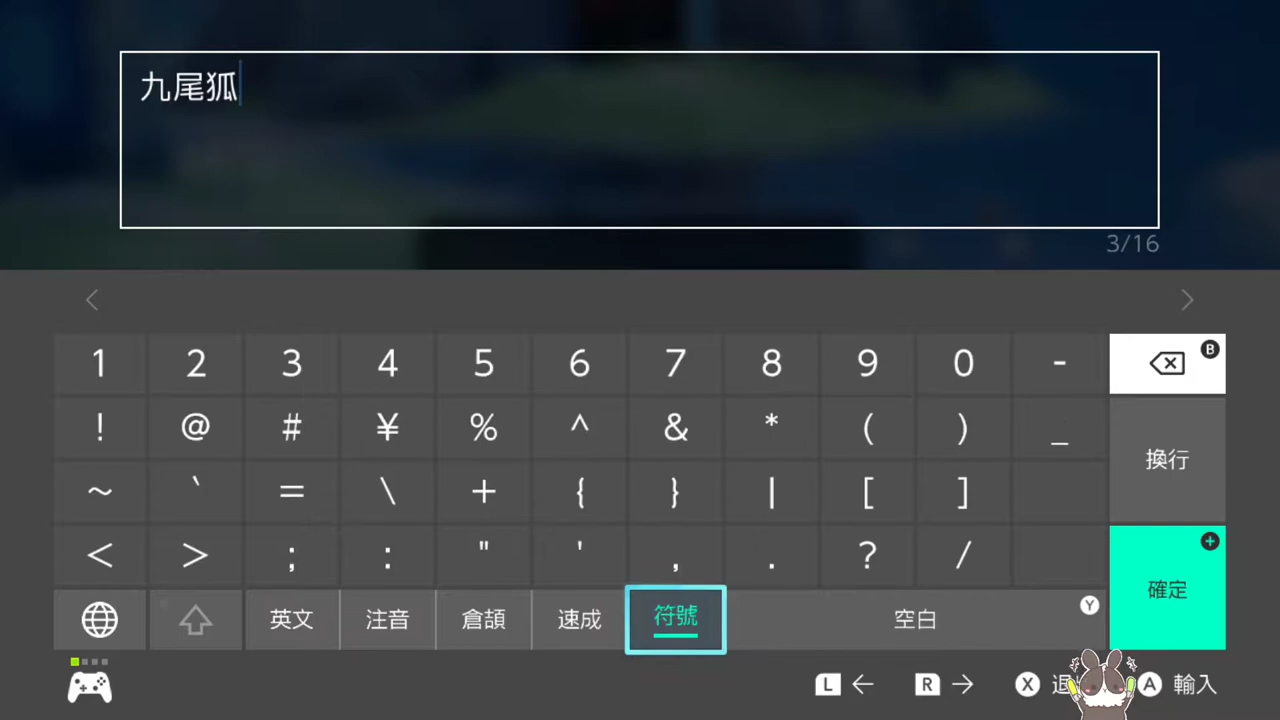 九尾狐
3/16
1 2 3 4 5 6 7 8 9 0 - B
! @ # ¥ % ^ & * ( ) _ 換行
~ ` = \ + { } | [ ]
< > ; : " ' , . ? / + 確定
英文 注音 倉頡 速成 符號 空白 Y
L ← R → X 退 A 輸入